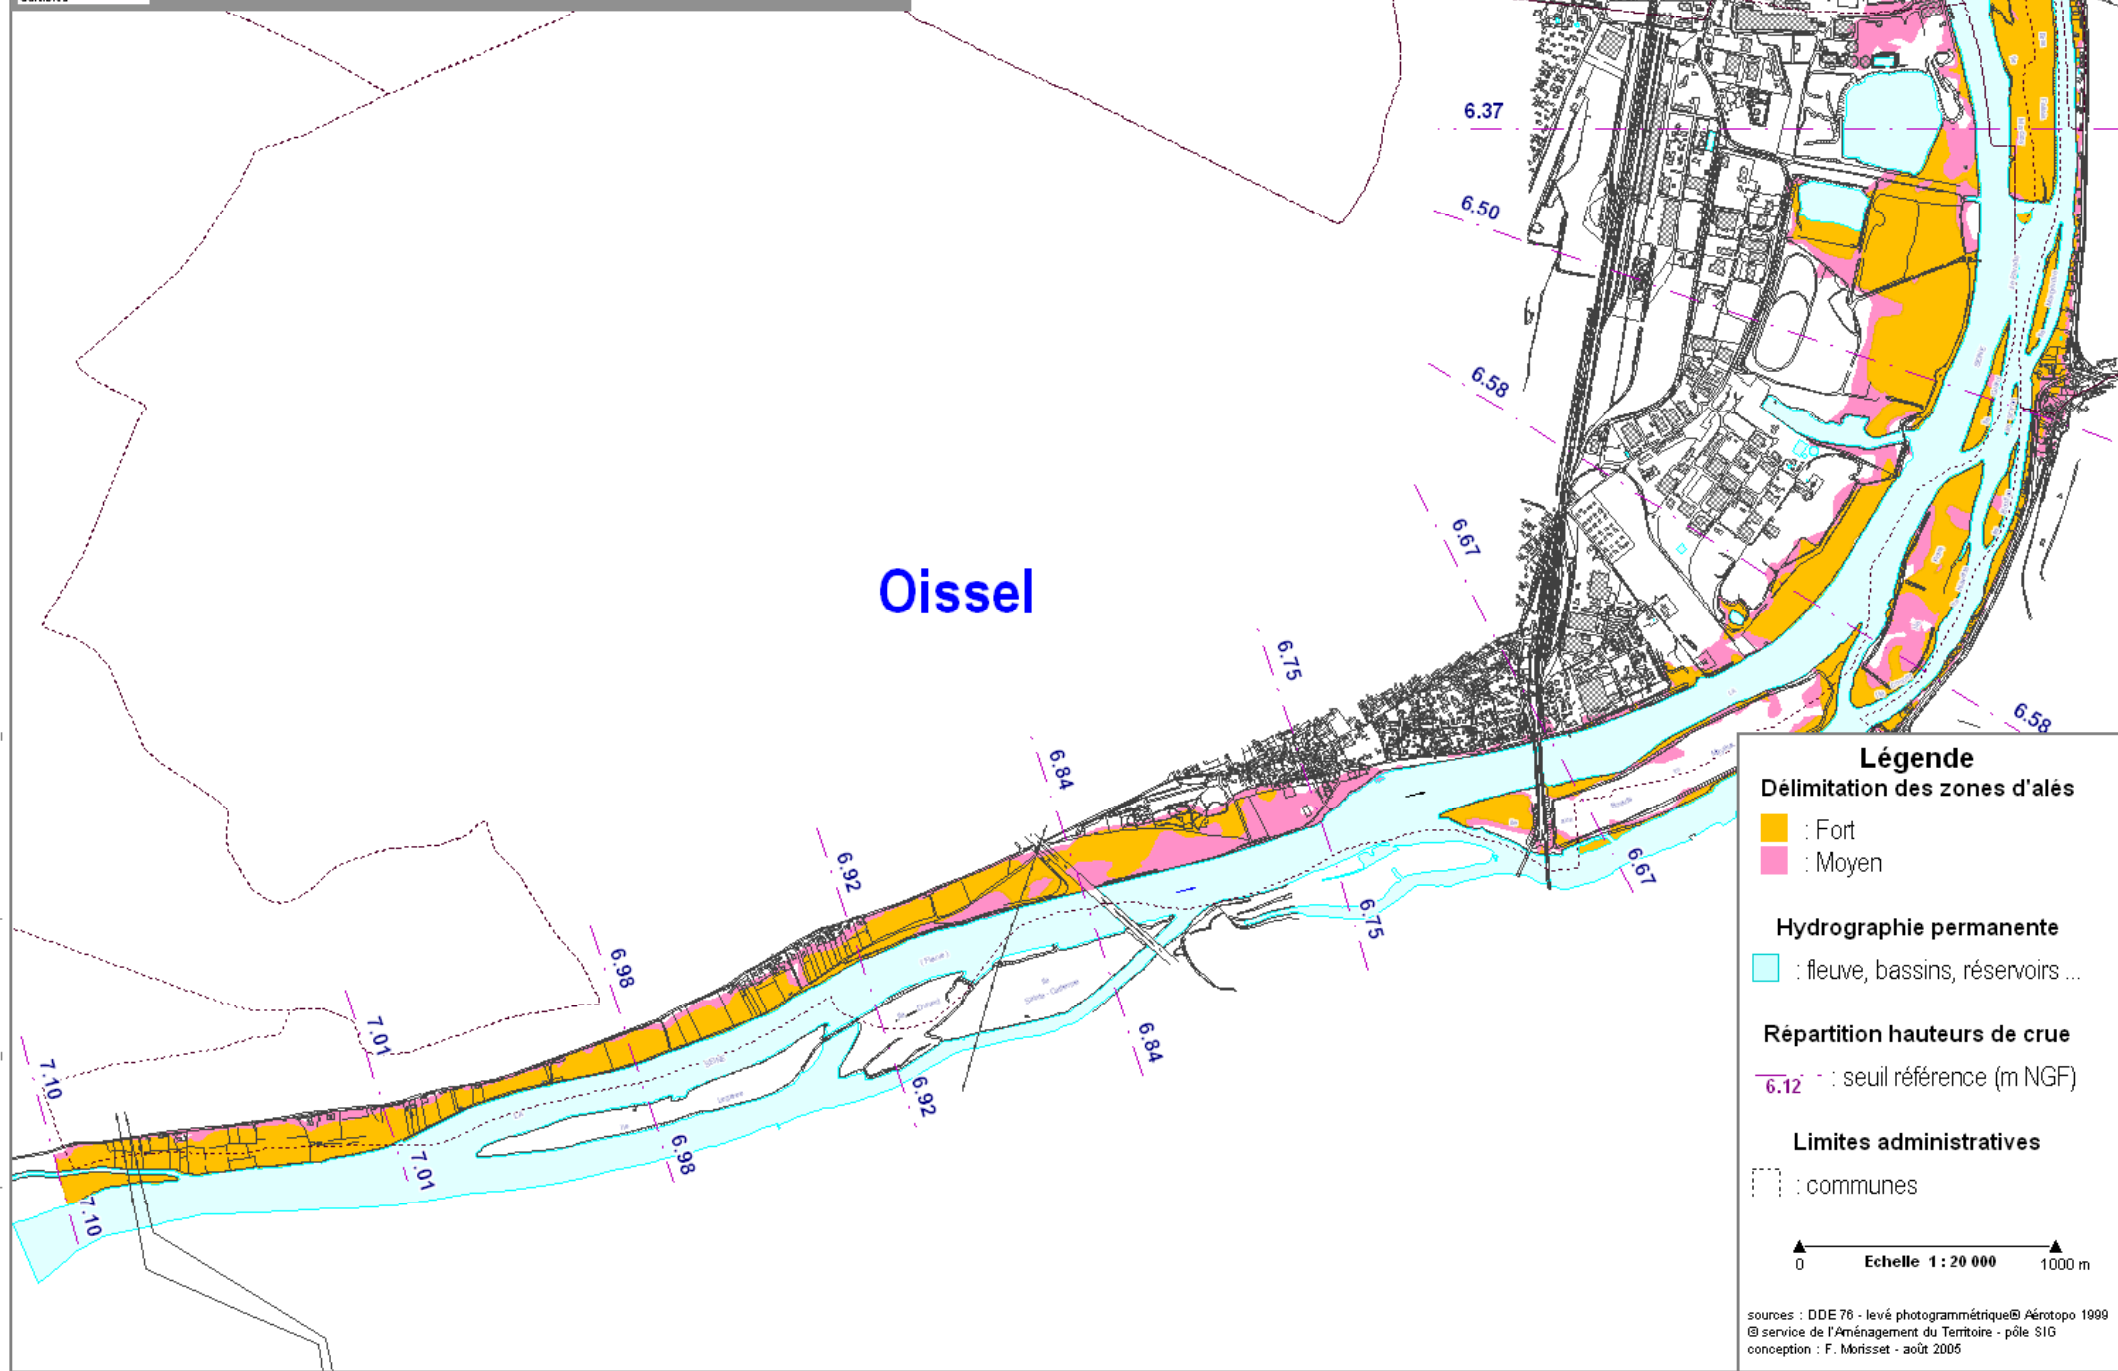 6.37
6.50
6.58
6.67
Oissel
6.75
6.58
6.84
6.92
6.67
6.75
6.98
7.01
6.84
7.10
6.92
6.98
7.01
7.10
Légende
Délimitation des zones d'alés
: Fort
: Moyen
Hydrographie permanente
: fleuve, bassins, réservoirs ...
Répartition hauteurs de crue
6.12 : seuil référence (m NGF)
Limites administratives
: communes
0 Echelle 1 : 20 000 1000 m
sources : DDE 76 - levé photogrammétrique® Aérotopo 1999
© service de l'Aménagement du Territoire - pôle SIG
conception : F. Morisset - août 2005